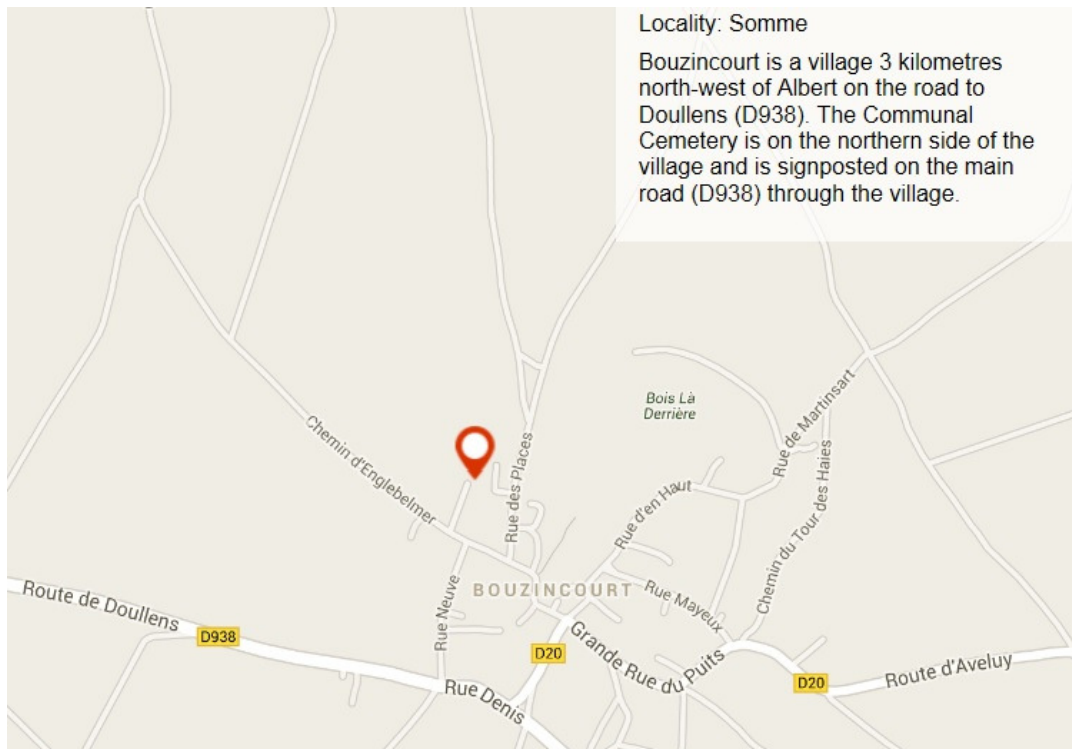 Locality: Somme
Bouzincourt is a village 3 kilometres
north-west of Albert on the road to
Doullens (D938). The Communal
Cemetery is on the northern side of the
village and is signposted on the main
road (D938) through the village.
Bois Là
Derrière
Rue de Martinsart
Chemin d'Englebelmer
Rue des Places
Chemin du Tour des Haies
Rue d'en Haut
BOUZINCOURT
Rue Mayeux
Route de Doullens
D938
Rue Neuve
Grande Rue du Puits
D20
Route d'Aveluy
D20
Rue Denis